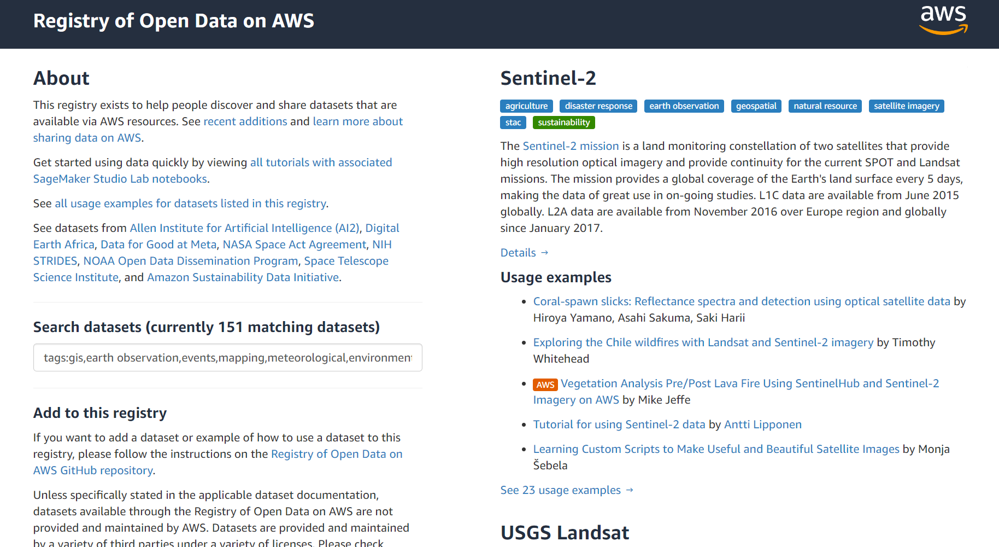 Registry of Open Data on AWS
aws
About
This registry exists to help people discover and share datasets that are
available via AWS resources. See recent additions and learn more about
sharing data on AWS.
Get started using data quickly by viewing all tutorials with associated
SageMaker Studio Lab notebooks.
See all usage examples for datasets listed in this registry.
See datasets from Allen Institute for Artificial Intelligence (AI2), Digital
Earth Africa, Data for Good at Meta, NASA Space Act Agreement, NIH
STRIDES, NOAA Open Data Dissemination Program, Space Telescope
Science Institute, and Amazon Sustainability Data Initiative.
Search datasets (currently 151 matching datasets)
tags:gis,earth observation,events,mapping,meteorological,environment
Add to this registry
If you want to add a dataset or example of how to use a dataset to this
registry, please follow the instructions on the Registry of Open Data on
AWS GitHub repository.
Unless specifically stated in the applicable dataset documentation,
datasets available through the Registry of Open Data on AWS are not
provided and maintained by AWS. Datasets are provided and maintained
by a variety of third parties under a variety of licenses. Please check
Sentinel-2
agriculture disaster response earth observation geospatial natural resource satellite imagery
stac sustainability
The Sentinel-2 mission is a land monitoring constellation of two satellites that provide
high resolution optical imagery and provide continuity for the current SPOT and Landsat
missions. The mission provides a global coverage of the Earth's land surface every 5 days,
making the data of great use in on-going studies. L1C data are available from June 2015
globally. L2A data are available from November 2016 over Europe region and globally
since January 2017.
Details →
Usage examples
• Coral-spawn slicks: Reflectance spectra and detection using optical satellite data by
Hiroya Yamano, Asahi Sakuma, Saki Harii
• Exploring the Chile wildfires with Landsat and Sentinel-2 imagery by Timothy
Whitehead
• AWS Vegetation Analysis Pre/Post Lava Fire Using SentinelHub and Sentinel-2
Imagery on AWS by Mike Jeffe
• Tutorial for using Sentinel-2 data by Antti Lipponen
• Learning Custom Scripts to Make Useful and Beautiful Satellite Images by Monja
Šebela
See 23 usage examples →
USGS Landsat